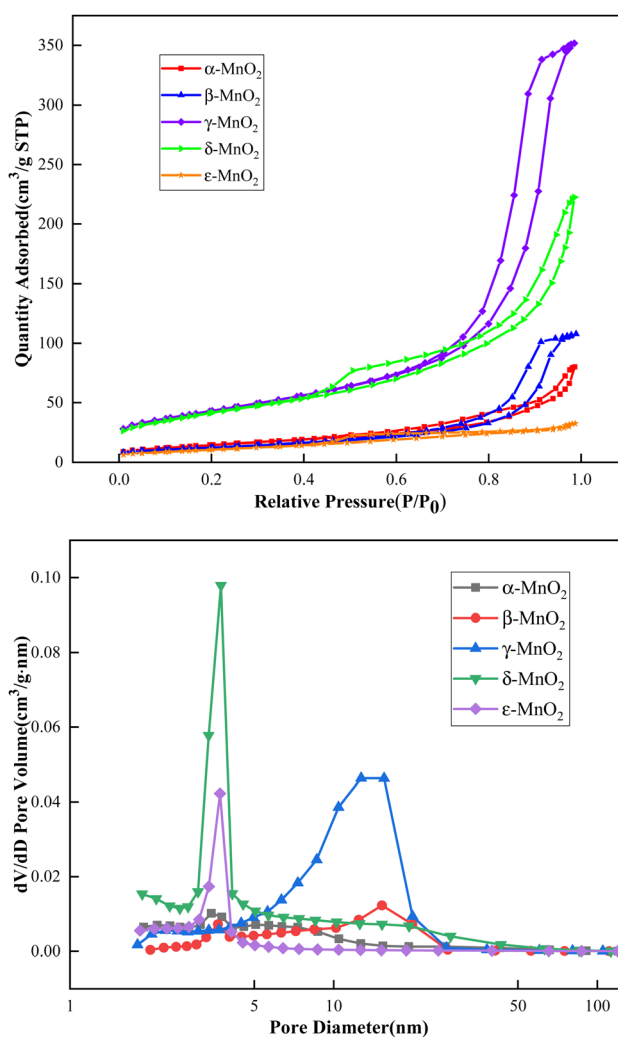 350
300
250
200
150
100
50
0
Quantity Adsorbed(cm³/g STP)
α-MnO₂
β-MnO₂
γ-MnO₂
δ-MnO₂
ε-MnO₂
0.0 0.2 0.4 0.6 0.8 1.0
Relative Pressure(P/P₀)
0.10
0.08
0.06
0.04
0.02
0.00
dV/dD Pore Volume(cm³/g·nm)
α-MnO₂
β-MnO₂
γ-MnO₂
δ-MnO₂
ε-MnO₂
1 5 10 50 100
Pore Diameter(nm)